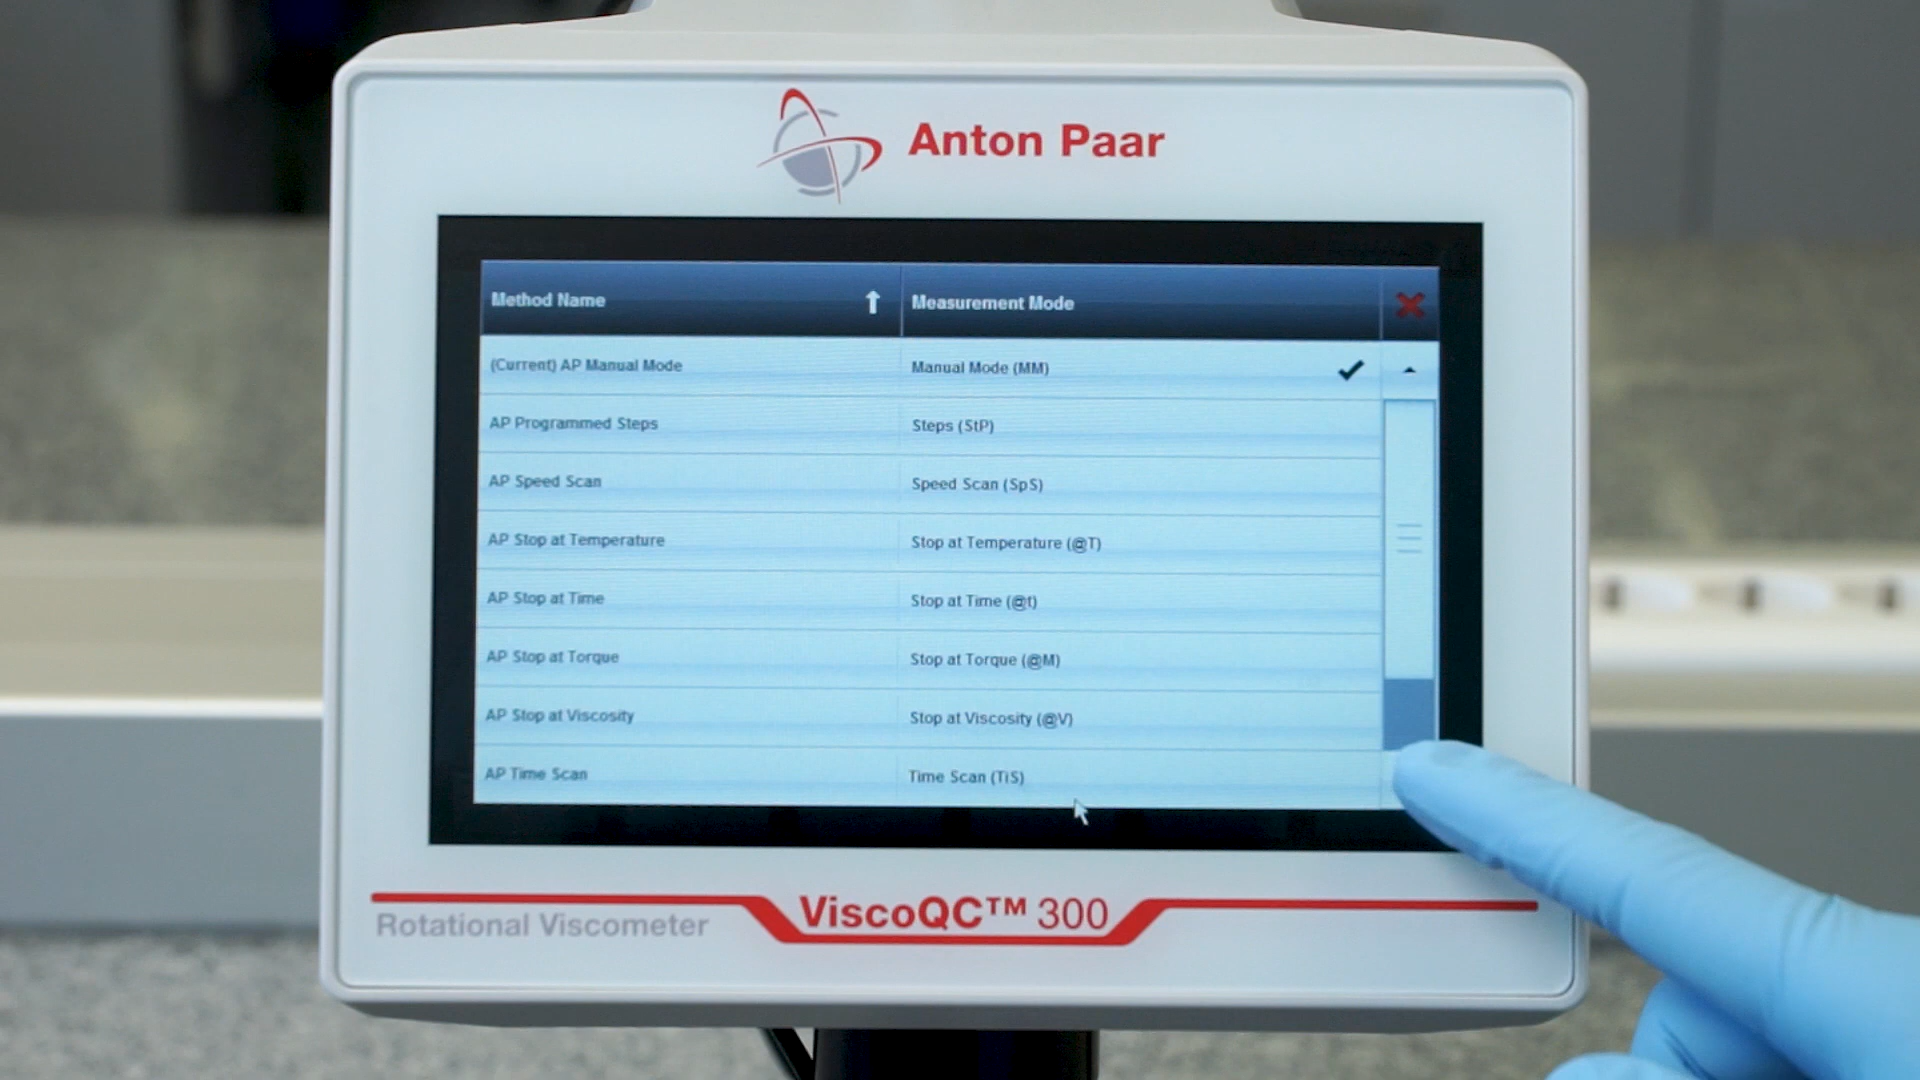 Anton Paar
Method Name
Measurement Mode
(Current) AP Manual Mode
Manual Mode (MM)
AP Programmed Steps
Steps (StP)
AP Speed Scan
Speed Scan (SpS)
AP Stop at Temperature
Stop at Temperature (@T)
AP Stop at Time
Stop at Time (@t)
AP Stop at Torque
Stop at Torque (@M)
AP Stop at Viscosity
Stop at Viscosity (@V)
AP Time Scan
Time Scan (TiS)
ViscoQC™ 300
Rotational Viscometer